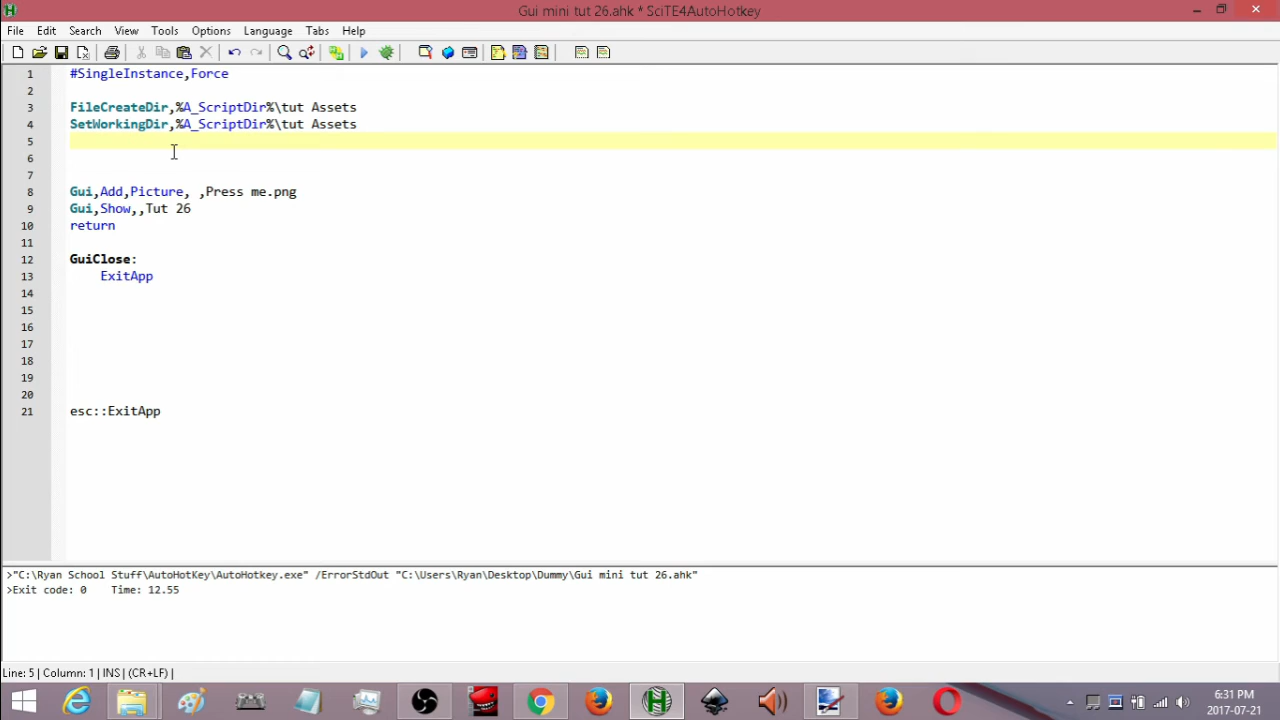 Gui mini tut 26.ahk * SciTE4AutoHotkey
File Edit Search View Tools Options Language Tabs Help
1 #SingleInstance,Force
2
3 FileCreateDir,%A_ScriptDir%\tut Assets
4 SetWorkingDir,%A_ScriptDir%\tut Assets
5
6
7
8 Gui,Add,Picture, ,Press me.png
9 Gui,Show,,Tut 26
10 return
11
12 GuiClose:
13 ExitApp
14
15
16
17
18
19
20
21 esc::ExitApp
>"C:\Ryan School Stuff\AutoHotKey\AutoHotkey.exe" /ErrorStdOut "C:\Users\Ryan\Desktop\Dummy\Gui mini tut 26.ahk"
>Exit code: 0 Time: 12.55
Line: 5 | Column: 1 | INS | (CR+LF) |
6:31 PM
2017-07-21